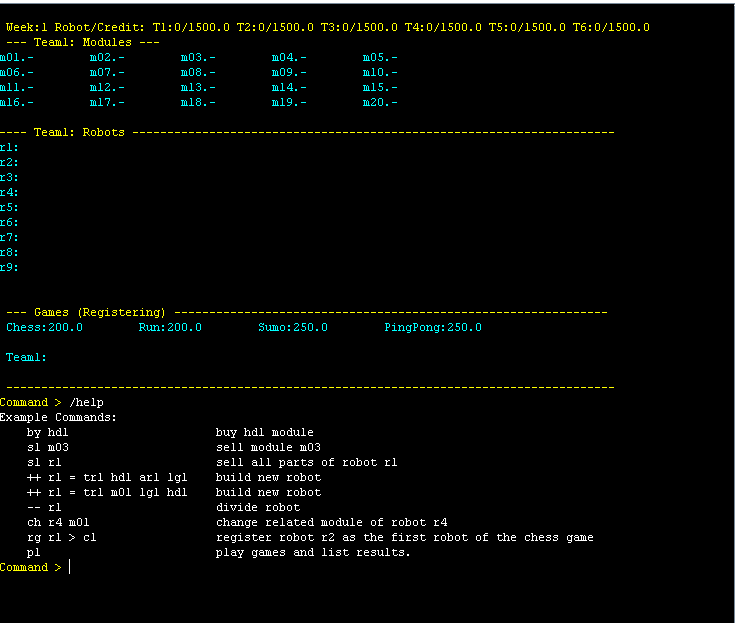 Week:1 Robot/Credit: T1:0/1500.0 T2:0/1500.0 T3:0/1500.0 T4:0/1500.0 T5:0/1500.0 T6:0/1500.0
--- Team1: Modules ---
m01.- m02.- m03.- m04.- m05.-
m06.- m07.- m08.- m09.- m10.-
m11.- m12.- m13.- m14.- m15.-
m16.- m17.- m18.- m19.- m20.-
---- Team1: Robots ---------------------------------------------------------------------
r1:
r2:
r3:
r4:
r5:
r6:
r7:
r8:
r9:
--- Games (Registering) --------------------------------------------------------------
Chess:200.0 Run:200.0 Sumo:250.0 PingPong:250.0
Team1:
---------------------------------------------------------------------------------------
Command > /help
Example Commands:
by hd1 buy hd1 module
sl m03 sell module m03
sl r1 sell all parts of robot r1
++ r1 = tr1 hd1 ar1 lg1 build new robot
++ r1 = tr1 m01 lg1 hd1 build new robot
-- r1 divide robot
ch r4 m01 change related module of robot r4
rg r1 > c1 register robot r2 as the first robot of the chess game
pl play games and list results.
Command >